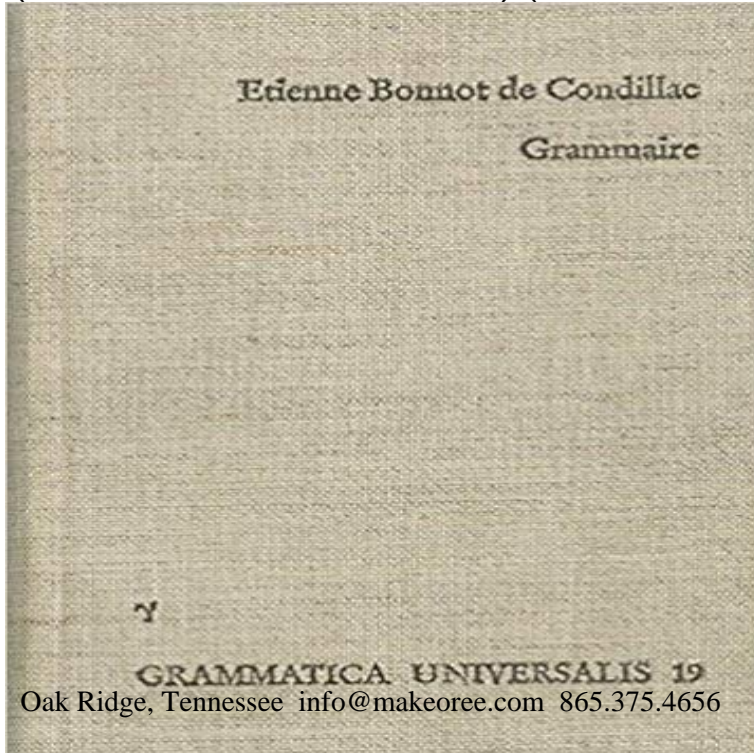 Etienne Bonnot de Condillac
Grammaire
GRAMMATICA UNIVERSALIS 19
Oak Ridge, Tennessee info@makeoree.com 865.375.4656